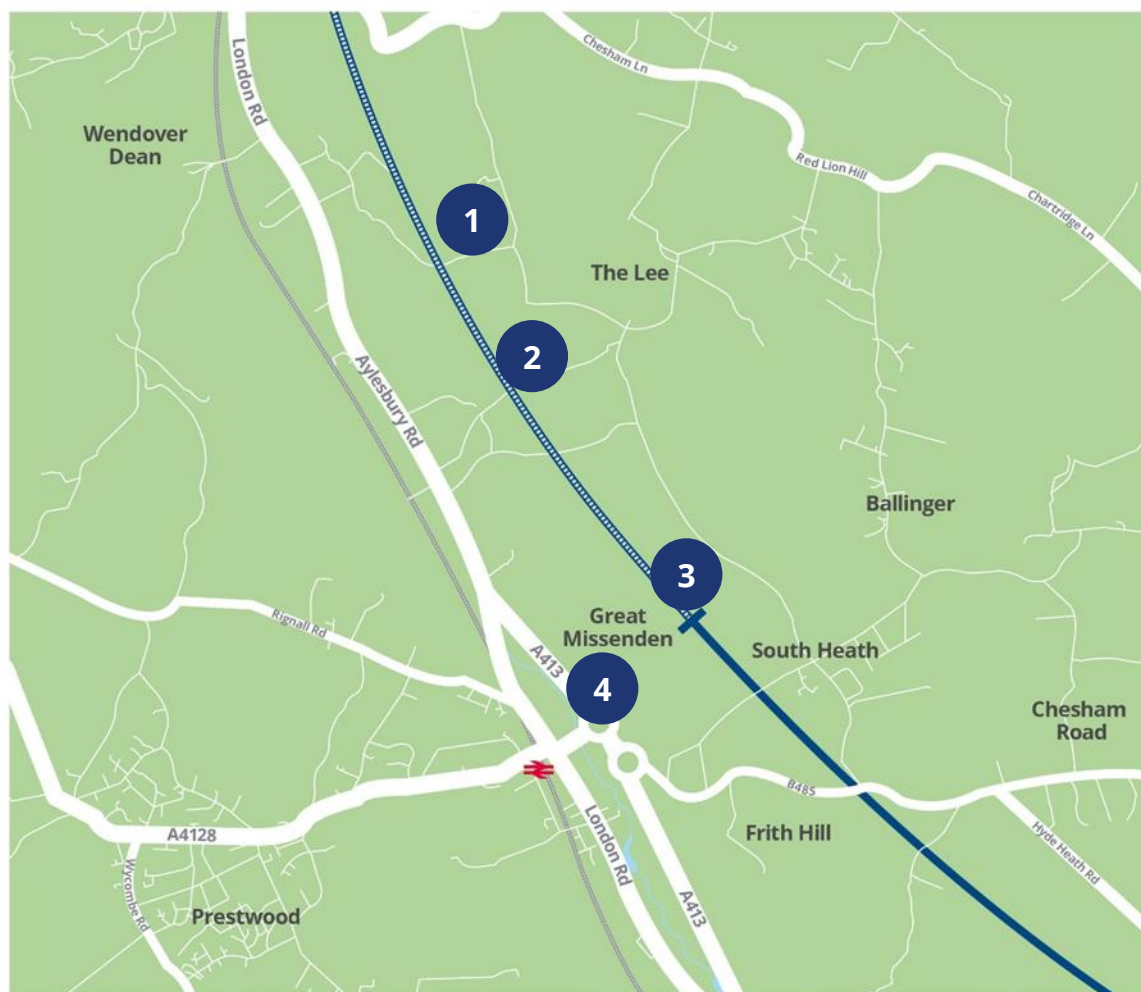 London Rd
Chesham Ln
Wendover
Dean
Red Lion Hill
Chartridge Ln
1
The Lee
2
Aylesbury Rd
Ballinger
3
Great
Missenden
Rignall Rd
A413
South Heath
4
Chesham
Road
B485
A4128
London Rd
Frith Hill
Hyde Heath Rd
Wycombe Rd
A413
Prestwood